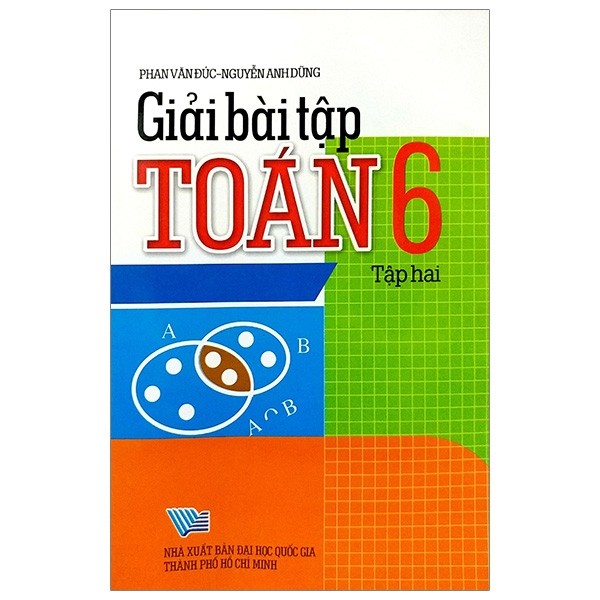 PHAN VĂN ĐỨC-NGUYỄN ANH DŨNG
Giải bài tập
TOÁN 6
Tập hai
A
B
A∩B
NHÀ XUẤT BẢN ĐẠI HỌC QUỐC GIA
THÀNH PHỐ HỒ CHÍ MINH